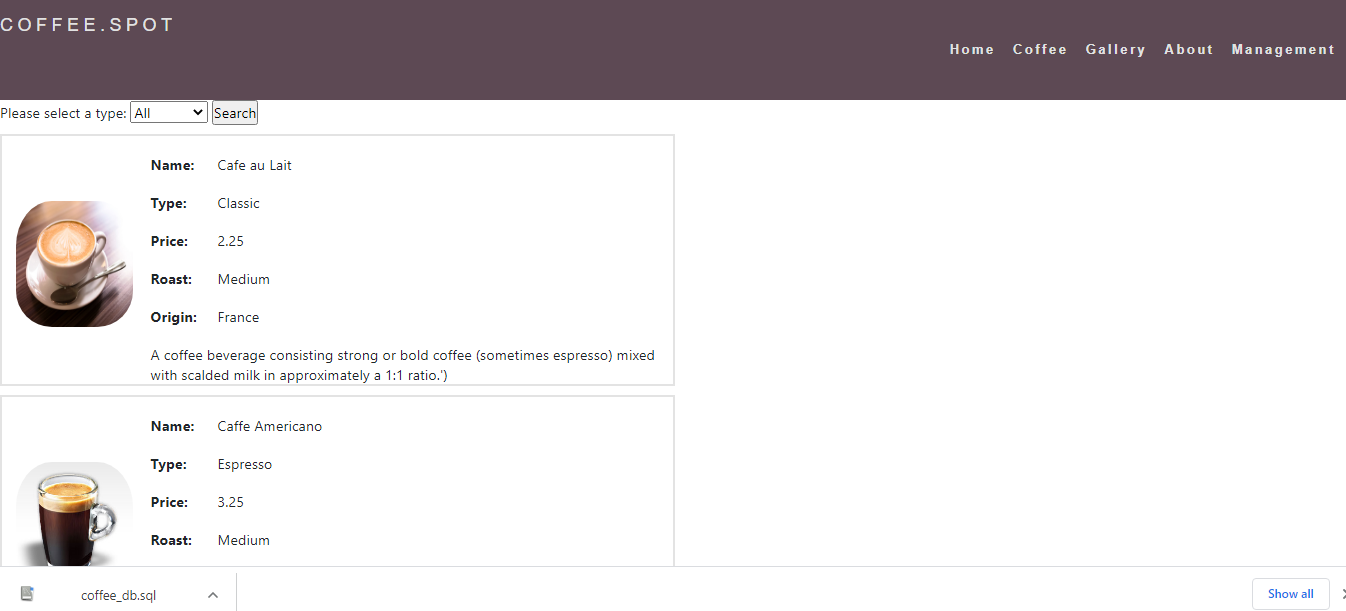 COFFEE.SPOT
Home Coffee Gallery About Management
Please select a type: All Search
Name: Cafe au Lait
Type: Classic
Price: 2.25
Roast: Medium
Origin: France
A coffee beverage consisting strong or bold coffee (sometimes espresso) mixed
with scalded milk in approximately a 1:1 ratio.')
Name: Caffe Americano
Type: Espresso
Price: 3.25
Roast: Medium
coffee_db.sql
Show all